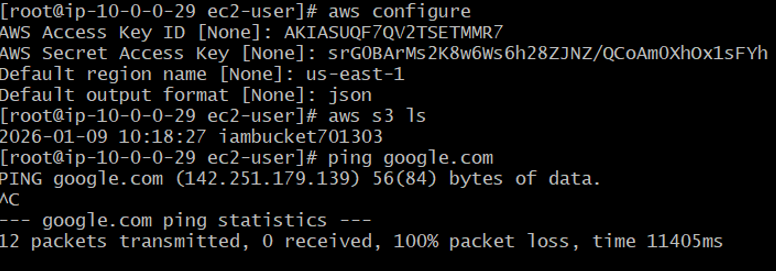 [root@ip-10-0-0-29 ec2-user]# aws configure
AWS Access Key ID [None]: AKIASUQF7QV2TSETMMR7
AWS Secret Access Key [None]: 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
Default region name [None]: us-east-1
Default output format [None]: json
[root@ip-10-0-0-29 ec2-user]# aws s3 ls
2026-01-09 10:18:27 iambucket701303
[root@ip-10-0-0-29 ec2-user]# ping google.com
PING google.com (142.251.179.139) 56(84) bytes of data.
^C
--- google.com ping statistics ---
12 packets transmitted, 0 received, 100% packet loss, time 11405ms